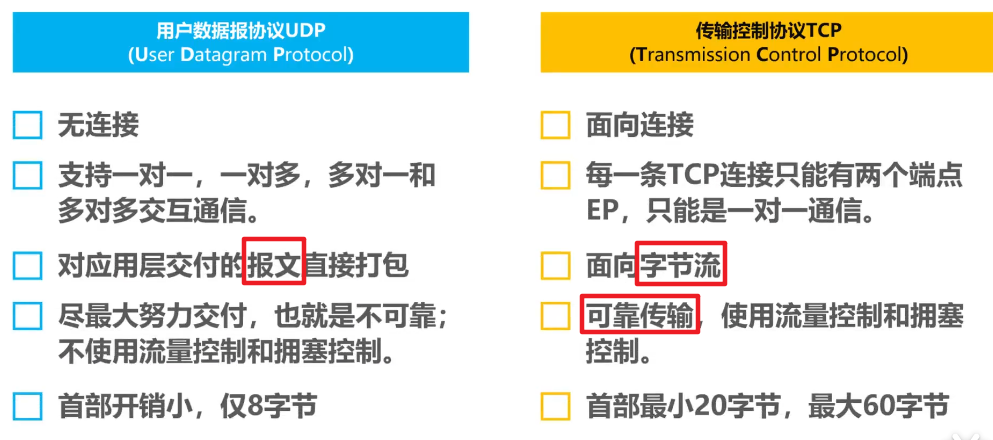 用户数据报协议UDP
(User Datagram Protocol)
无连接
支持一对一，一对多，多对一和
多对多交互通信。
对应用层交付的报文直接打包
尽最大努力交付，也就是不可靠；
不使用流量控制和拥塞控制。
首部开销小，仅8字节
传输控制协议TCP
(Transmission Control Protocol)
面向连接
每一条TCP连接只能有两个端点
EP，只能是一对一通信。
面向字节流
可靠传输，使用流量控制和拥塞
控制。
首部最小20字节，最大60字节